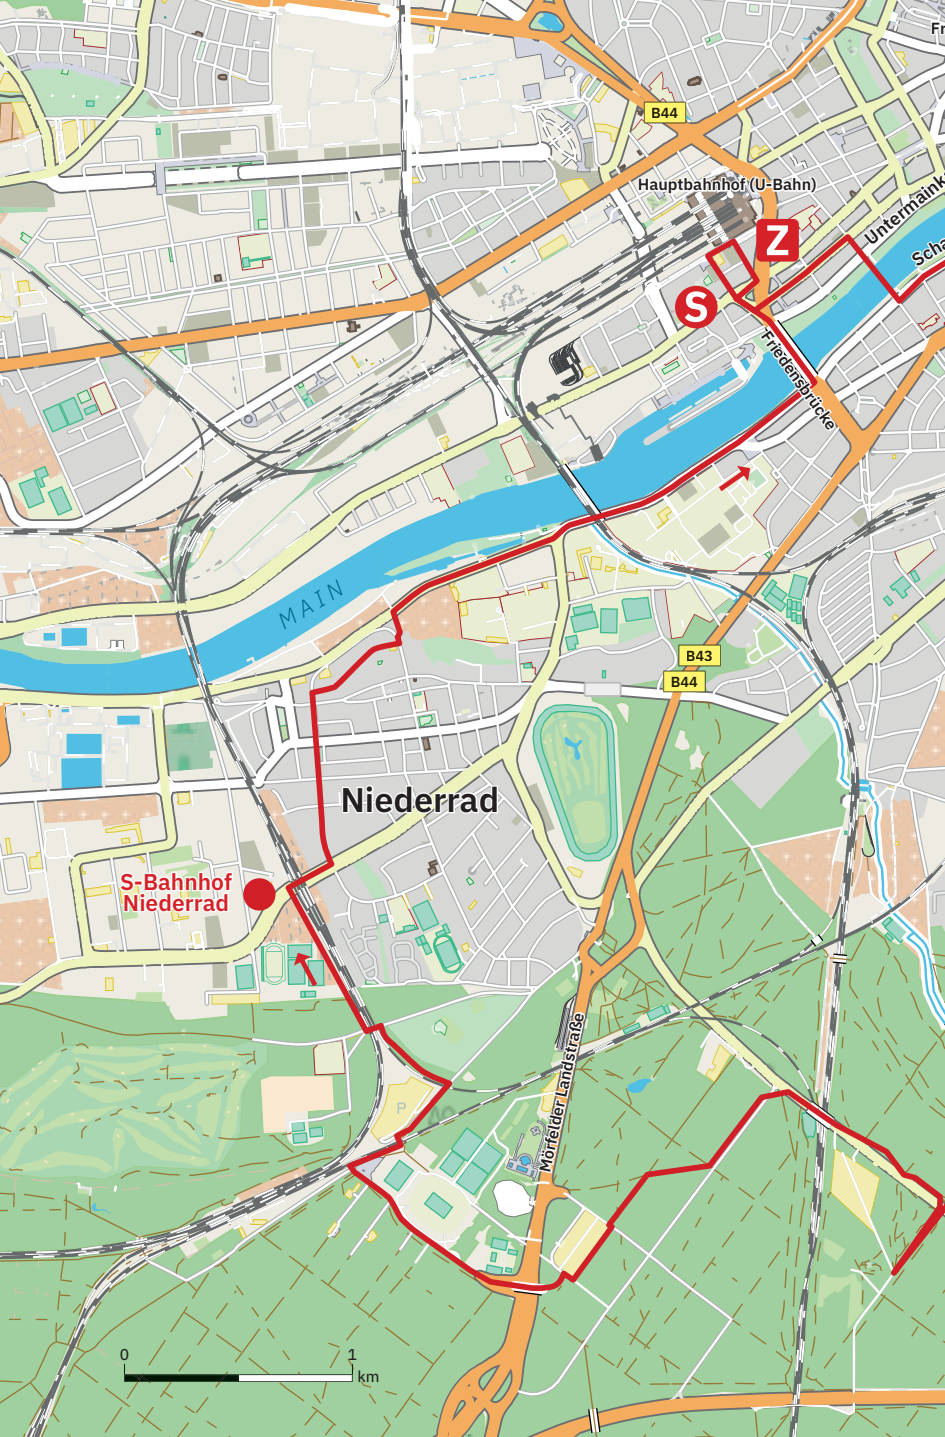 Fr
B44
Hauptbahnhof (U-Bahn)
Untermaink
Z
Scha
S
Friedensbrücke
MAIN
B43
B44
Niederrad
S-Bahnhof
Niederrad
Mörfelder Landstraße
P
0 1
km